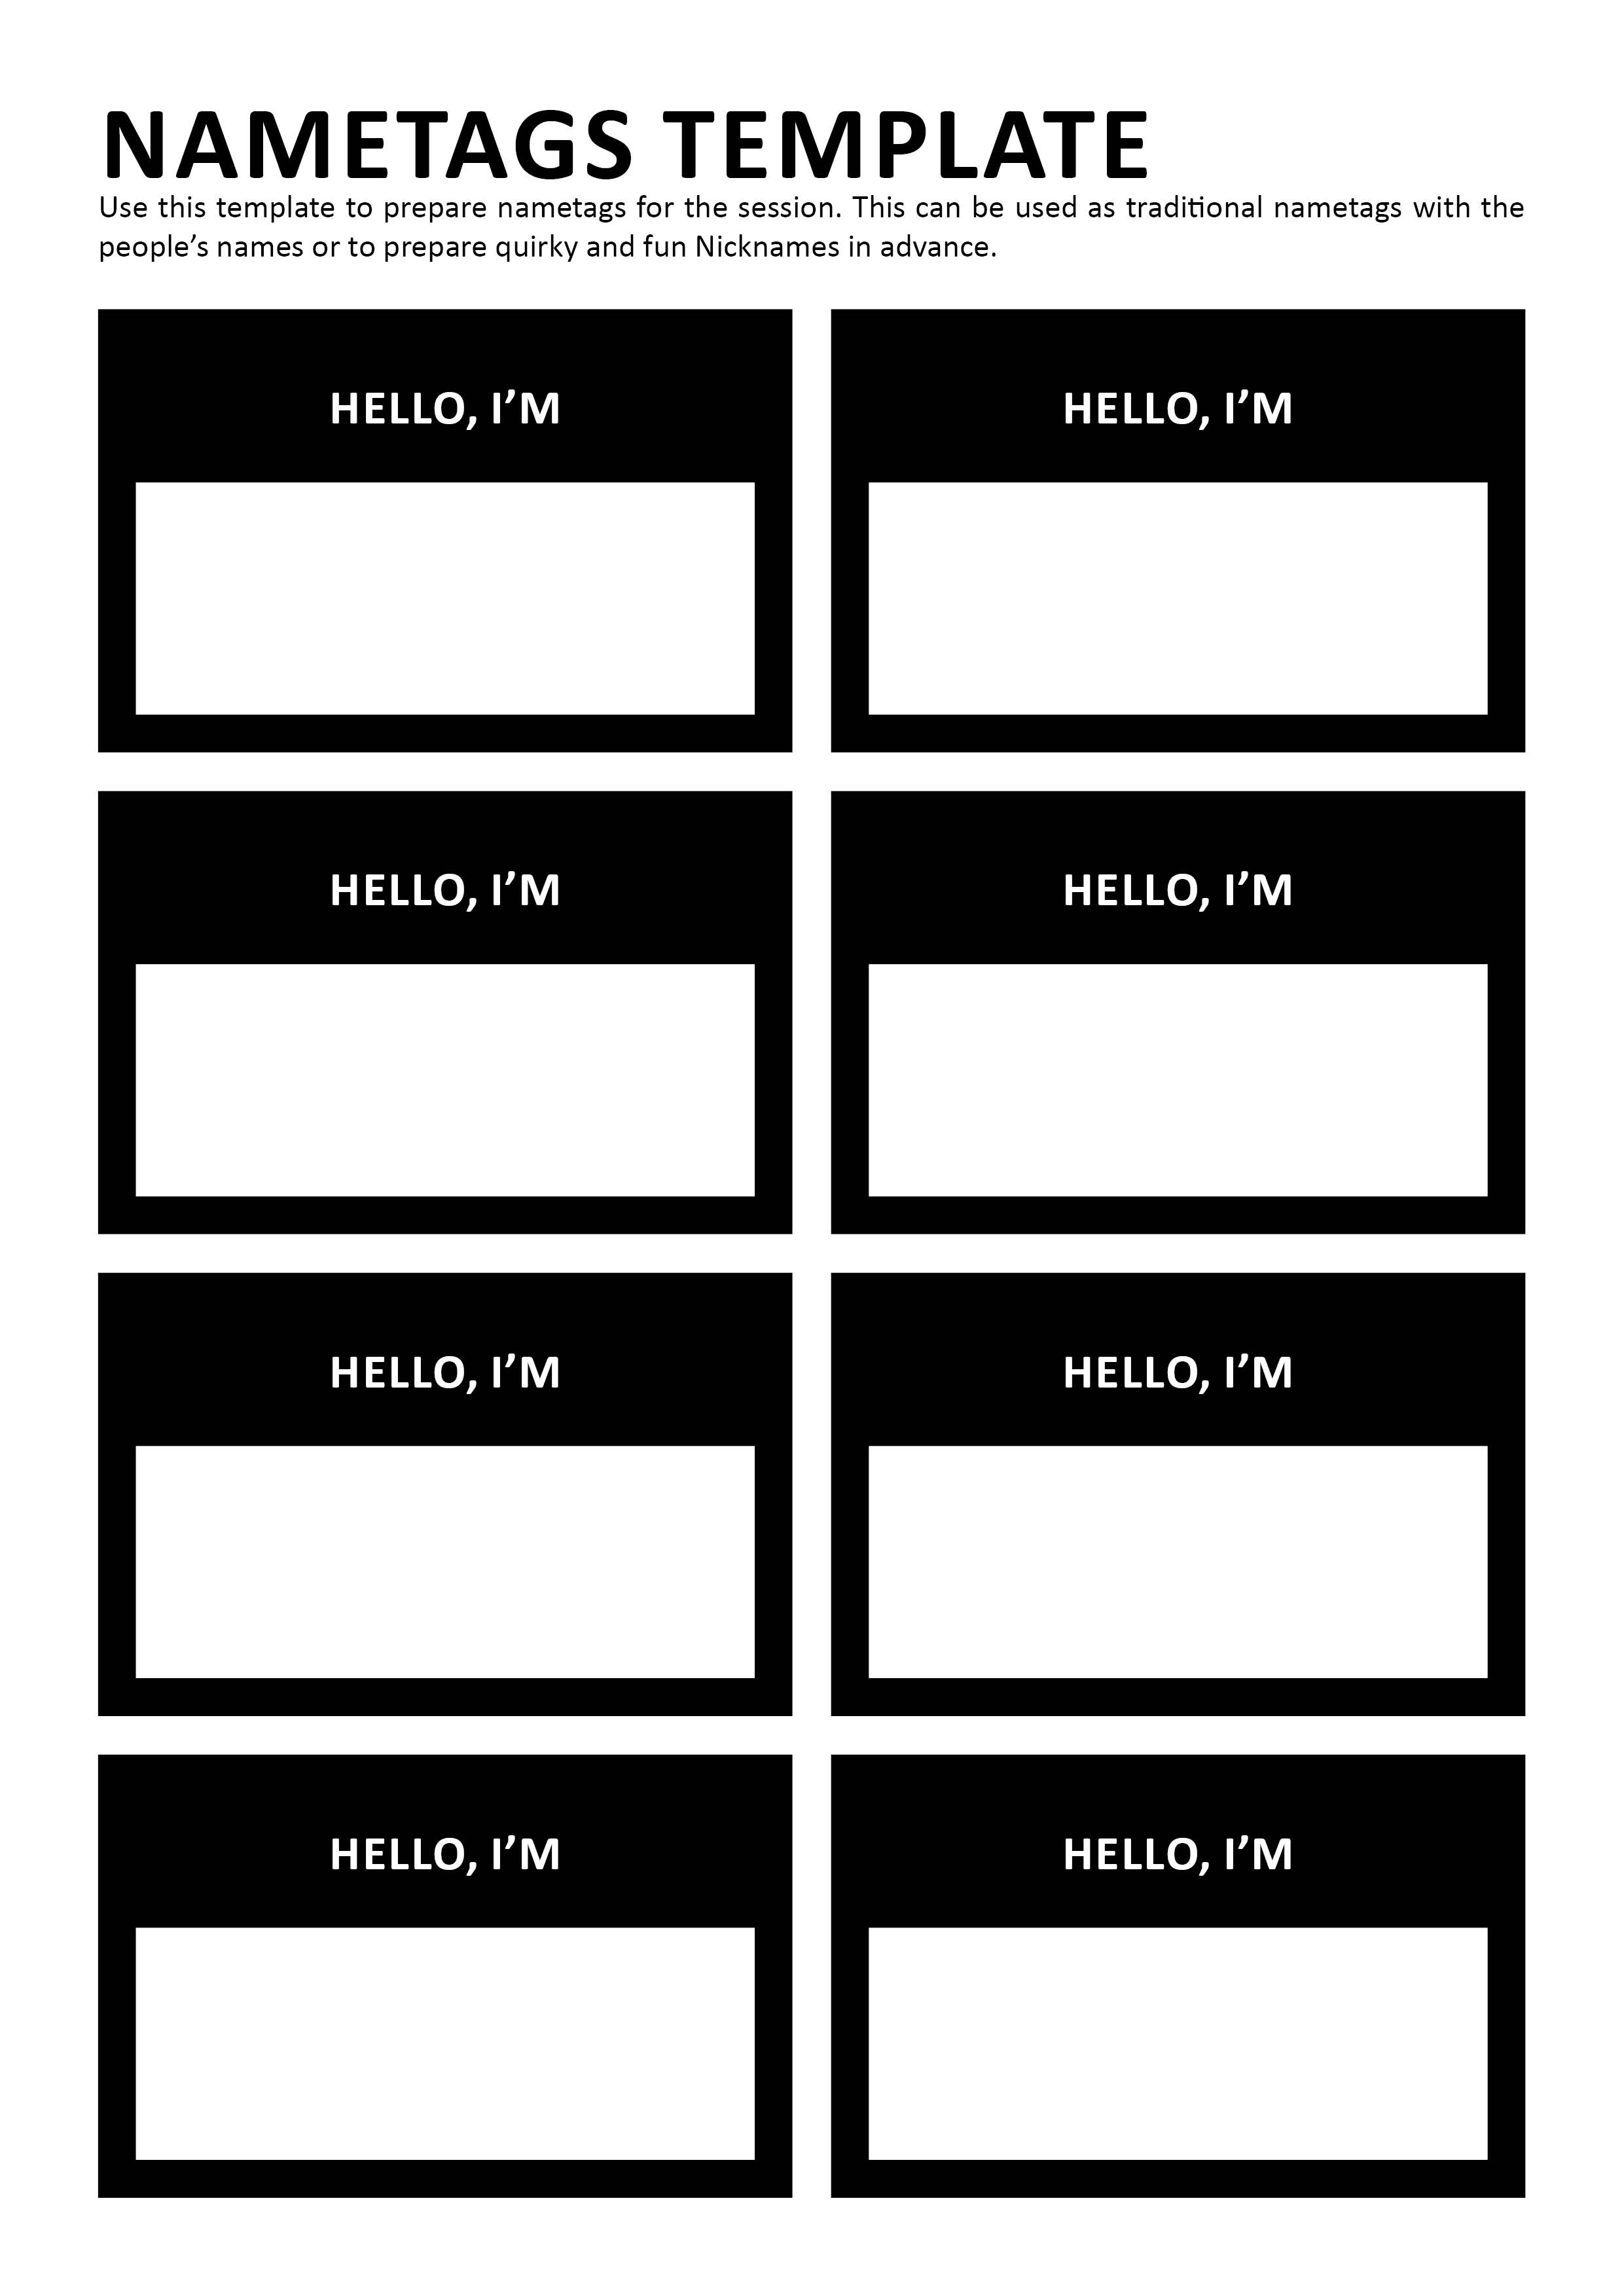 NAMETAGS TEMPLATE
Use this template to prepare nametags for the session. This can be used as traditional nametags with the
people’s names or to prepare quirky and fun Nicknames in advance.
HELLO, I’M
HELLO, I’M
HELLO, I’M
HELLO, I’M
HELLO, I’M
HELLO, I’M
HELLO, I’M
HELLO, I’M